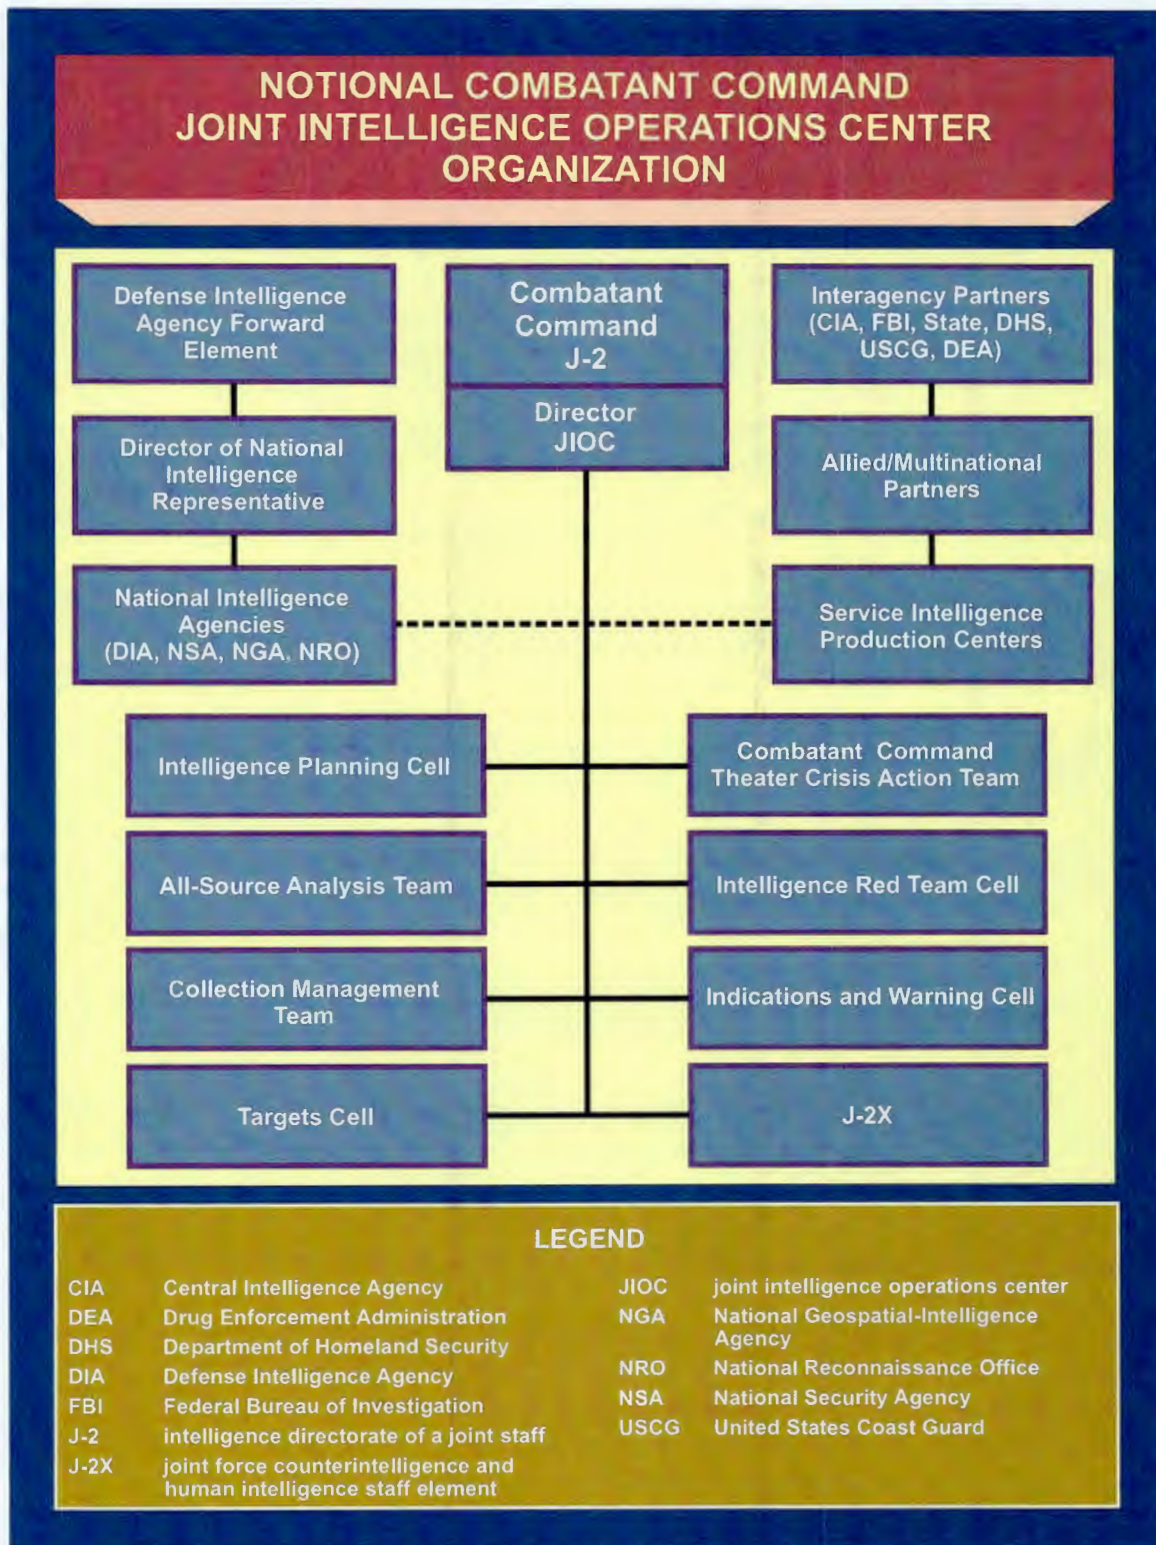 NOTIONAL COMBATANT COMMAND
JOINT INTELLIGENCE OPERATIONS CENTER
ORGANIZATION
Defense Intelligence
Agency Forward
Element
Combatant
Command
J-2
Interagency Partners
(CIA, FBI, State, DHS,
USCG, DEA)
Director
JIOC
Director of National
Intelligence
Representative
Allied/Multinational
Partners
National Intelligence
Agencies
(DIA, NSA, NGA, NRO)
Service Intelligence
Production Centers
Intelligence Planning Cell
Combatant Command
Theater Crisis Action Team
All-Source Analysis Team
Intelligence Red Team Cell
Collection Management
Team
Indications and Warning Cell
Targets Cell
J-2X
LEGEND
CIA Central Intelligence Agency
DEA Drug Enforcement Administration
DHS Department of Homeland Security
DIA Defense Intelligence Agency
FBI Federal Bureau of Investigation
J-2 intelligence directorate of a joint staff
J-2X joint force counterintelligence and
human intelligence staff element
JIOC joint intelligence operations center
NGA National Geospatial-Intelligence
Agency
NRO National Reconnaissance Office
NSA National Security Agency
USCG United States Coast Guard